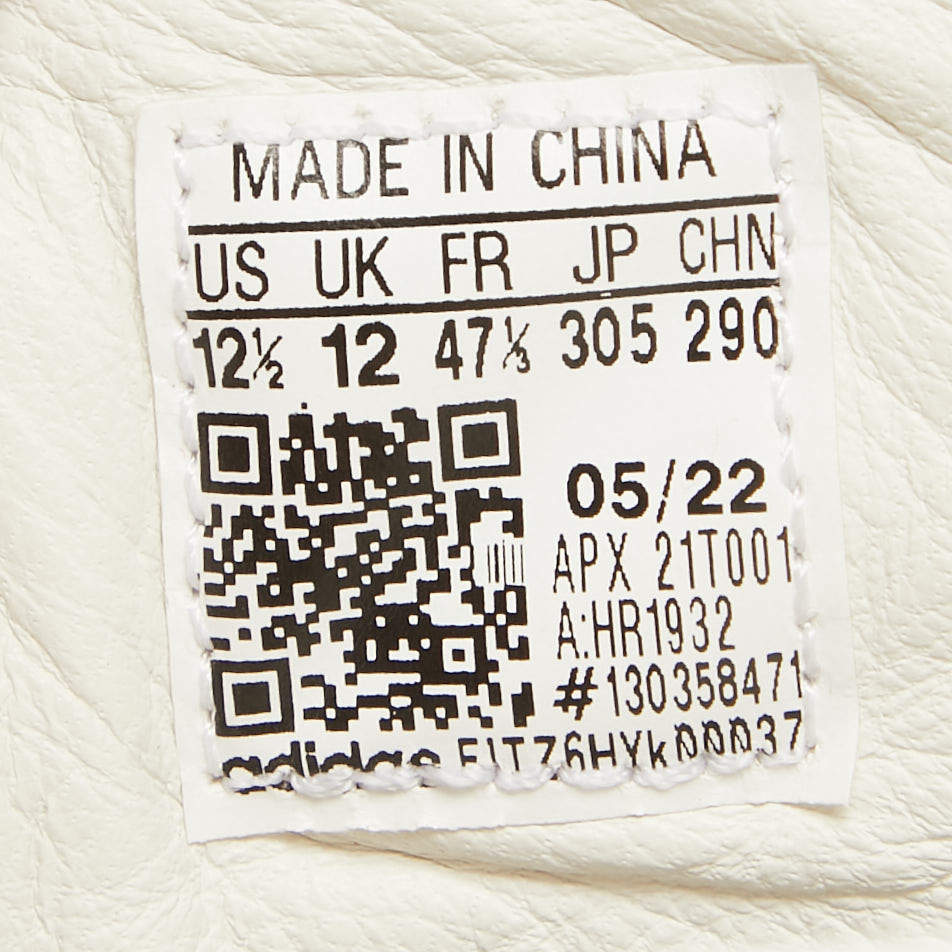 MADE IN CHINA
US UK FR JP CHN
12½ 12 47⅓ 305 290
05/22
APX 21T001
A:HR1932
#130358471
adidas